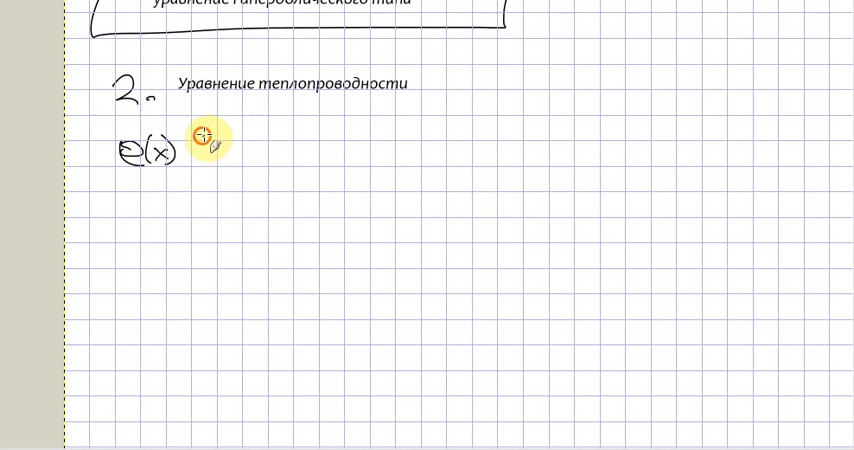 уравнение гиперболического типа
2. Уравнение теплопроводности
e(x)